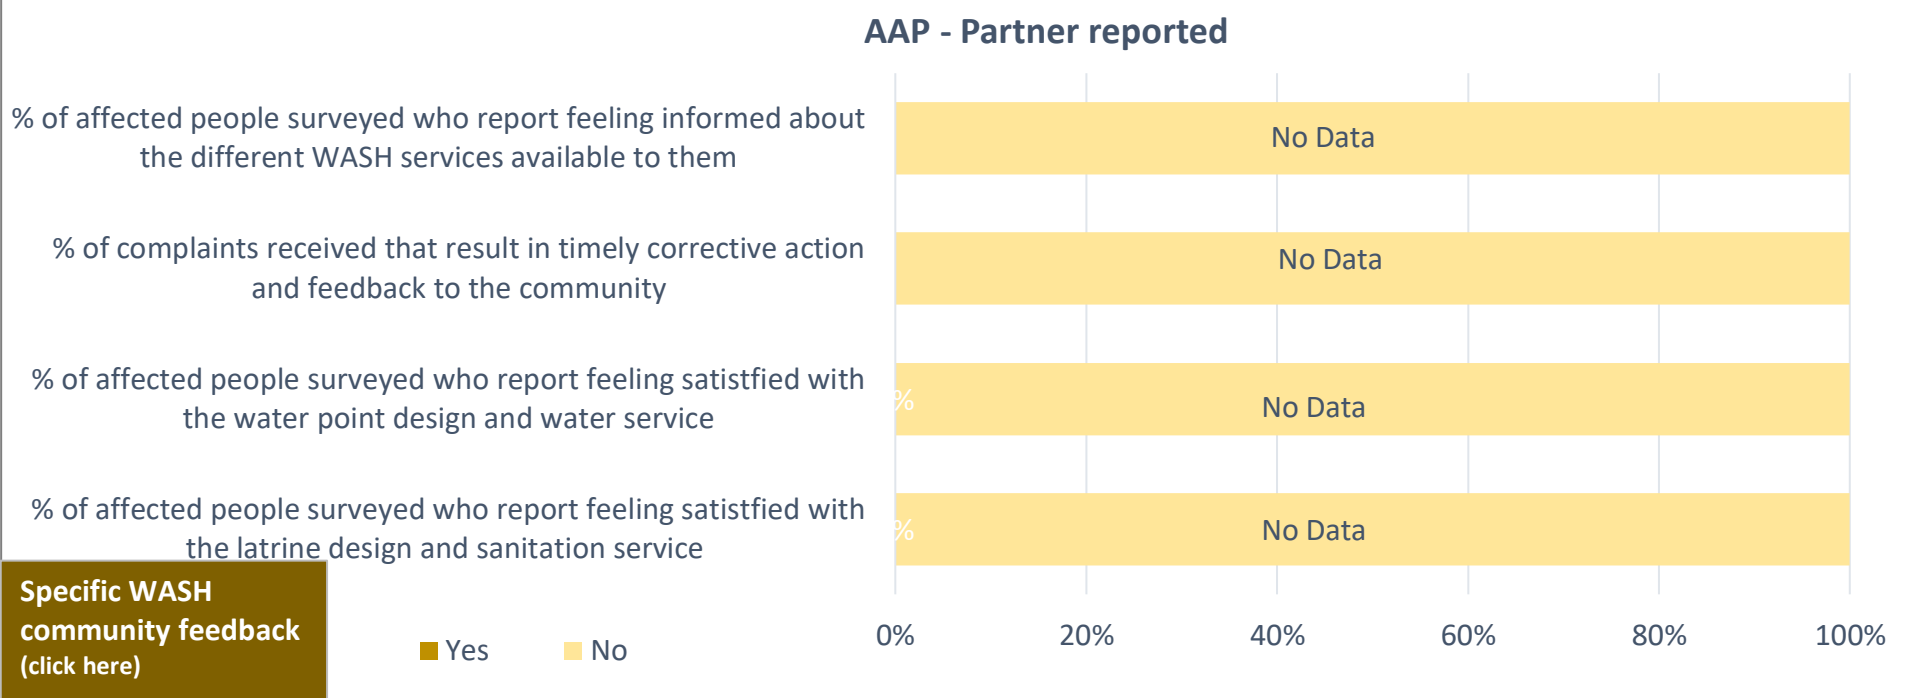 AAP - Partner reported
% of affected people surveyed who report feeling informed about
the different WASH services available to them
No Data
% of complaints received that result in timely corrective action
and feedback to the community
No Data
% of affected people surveyed who report feeling satistfied with
the water point design and water service
%
No Data
% of affected people surveyed who report feeling satistfied with
the latrine design and sanitation service
%
No Data
0% 20% 40% 60% 80% 100%
Yes No
Specific WASH
community feedback
(click here)